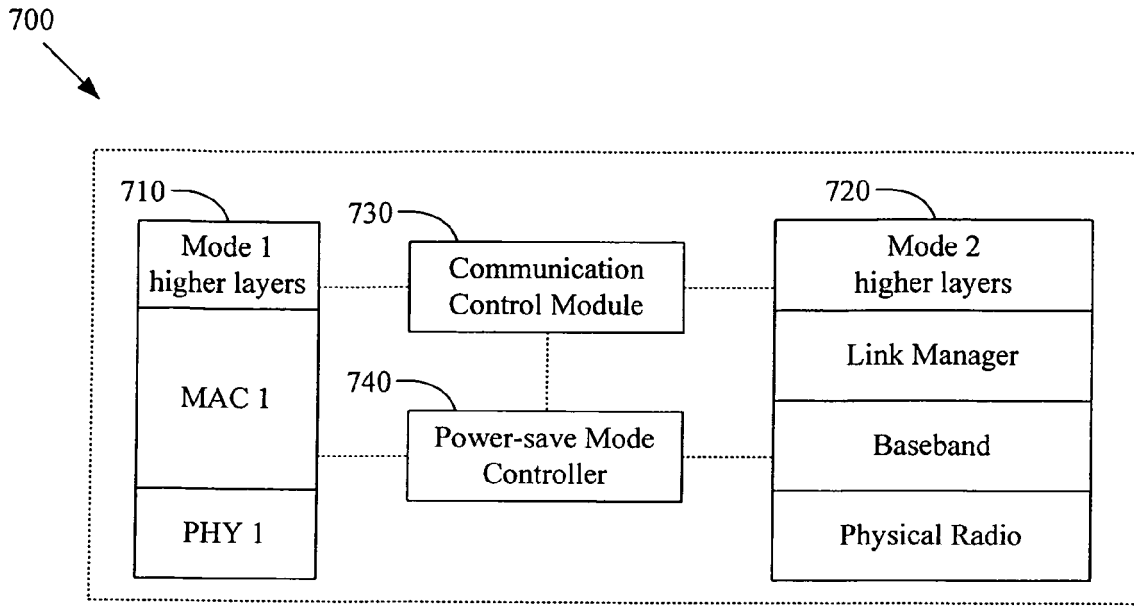 700
710
Mode 1
higher layers
MAC 1
PHY 1
730
Communication
Control Module
740
Power-save Mode
Controller
720
Mode 2
higher layers
Link Manager
Baseband
Physical Radio